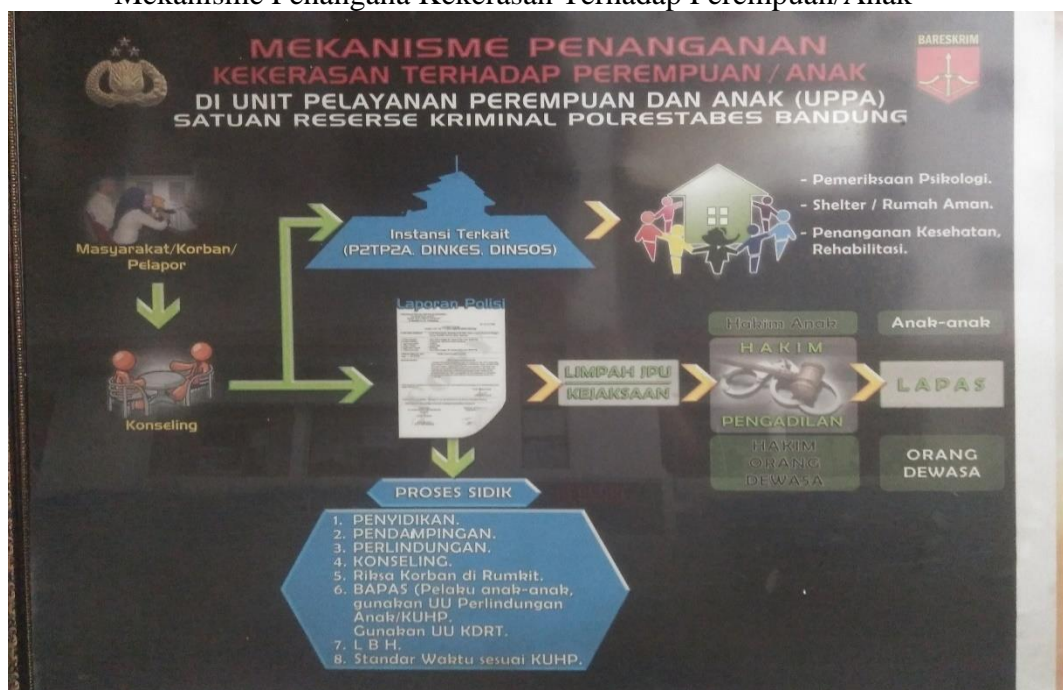 Mekanisme Penangana Kekerasan Terhadap Perempuan/Anak
MEKANISME PENANGANAN
KEKERASAN TERHADAP PEREMPUAN / ANAK
DI UNIT PELAYANAN PEREMPUAN DAN ANAK (UPPA)
SATUAN RESERSE KRIMINAL POLRESTABES BANDUNG
BARESKRIM
Masyarakat/Korban/
Pelapor
Instansi Terkait
(P2TP2A, DINKES, DINSOS)
- Pemeriksaan Psikologi.
- Shelter / Rumah Aman.
- Penanganan Kesehatan,
Rehabilitasi.
Konseling
Laporan Polisi
LIMPAH JPU
KEJAKSAAN
Hakim Anak
HAKIM
PENGADILAN
HAKIM
ORANG
DEWASA
Anak-anak
LAPAS
ORANG
DEWASA
PROSES SIDIK
1. PENYIDIKAN.
2. PENDAMPINGAN.
3. PERLINDUNGAN.
4. KONSELING.
5. Riksa Korban di Rumkit.
6. BAPAS (Pelaku anak-anak,
gunakan UU Perlindungan
Anak/KUHP.
Gunakan UU KDRT.
7. L B H.
8. Standar Waktu sesuai KUHP.